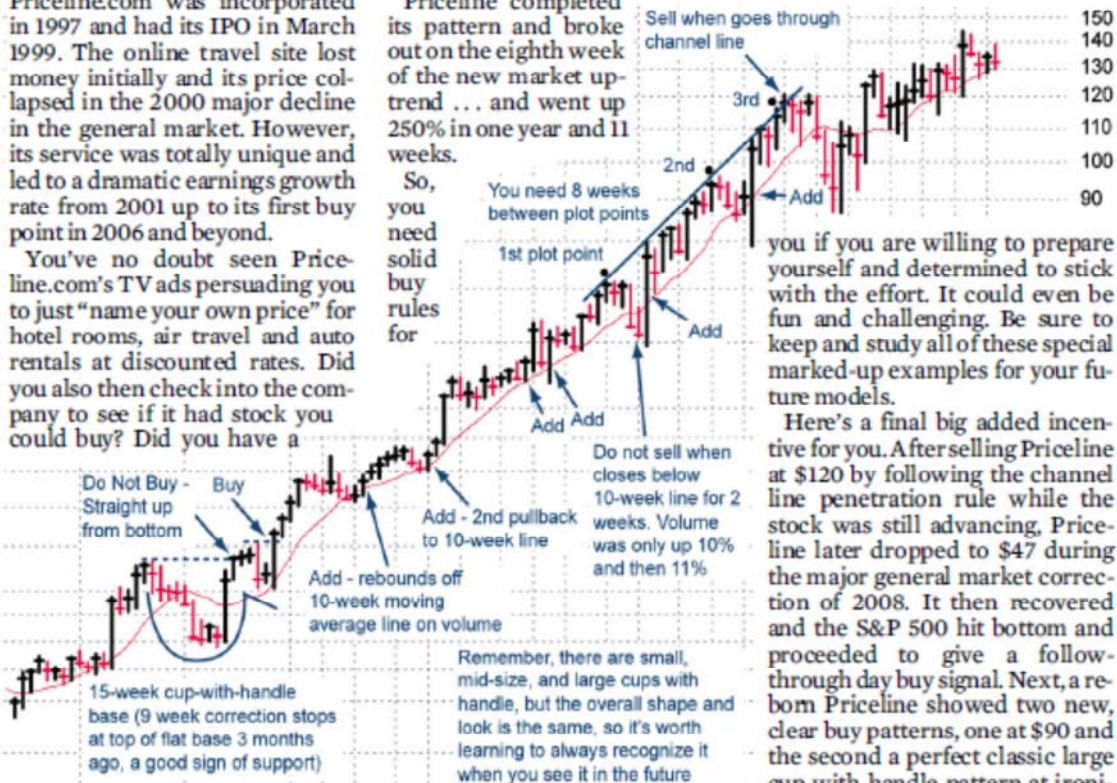 Priceline.com was incorporated
in 1997 and had its IPO in March
1999. The online travel site lost
money initially and its price col-
lapsed in the 2000 major decline
in the general market. However,
its service was totally unique and
led to a dramatic earnings growth
rate from 2001 up to its first buy
point in 2006 and beyond.
You've no doubt seen Price-
line.com's TV ads persuading you
to just “name your own price” for
hotel rooms, air travel and auto
rentals at discounted rates. Did
you also then check into the com-
pany to see if it had stock you
could buy? Did you have a
Priceline completed
its pattern and broke
out on the eighth week
of the new market up-
trend ... and went up
250% in one year and 11
weeks.
So,
you
need
solid
buy
rules
for
Sell when goes through
channel line
3rd
2nd
You need 8 weeks
between plot points
1st plot point
Add
Add
Add
Add
Do not sell when
closes below
10-week line for 2
weeks. Volume
was only up 10%
and then 11%
Add - 2nd pullback
to 10-week line
Add - rebounds off
10-week moving
average line on volume
Do Not Buy -
Straight up
from bottom
Buy
15-week cup-with-handle
base (9 week correction stops
at top of flat base 3 months
ago, a good sign of support)
Remember, there are small,
mid-size, and large cups with
handle, but the overall shape and
look is the same, so it's worth
learning to always recognize it
when you see it in the future
150
140
130
120
110
100
90
you if you are willing to prepare
yourself and determined to stick
with the effort. It could even be
fun and challenging. Be sure to
keep and study all of these special
marked-up examples for your fu-
ture models.
Here's a final big added incen-
tive for you. After selling Priceline
at $120 by following the channel
line penetration rule while the
stock was still advancing, Price-
line later dropped to $47 during
the major general market correc-
tion of 2008. It then recovered
and the S&P 500 hit bottom and
proceeded to give a follow-
through day buy signal. Next, a re-
born Priceline showed two new,
clear buy patterns, one at $90 and
the second a perfect classic large
cup with handle pattern at